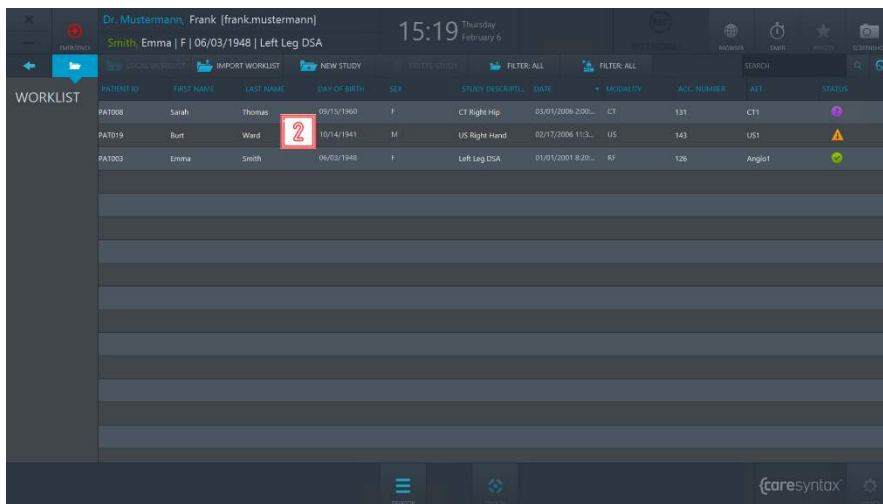 Dr. Mustermann, Frank [frank.mustermann]
Smith, Emma | F | 06/03/1948 | Left Leg DSA
15:19 Thursday
February 6
EMERGENCY
BROWSER
TIMER
LOCAL WORKLIST IMPORT WORKLIST NEW STUDY DELETE STUDY FILTER: ALL FILTER: ALL SEARCH
WORKLIST
PATIENT ID FIRST NAME LAST NAME DAY OF BIRTH SEX STUDY DESCRIPTI... DATE MODALITY ACC. NUMBER AET STATUS
PAT008 Sarah Thomas 09/15/1960 F CT Right Hip 03/01/2006 2:00:... CT 131 CT1 ?
PAT019 Burt Ward 10/14/1941 M US Right Hand 02/17/2006 11:3... US 143 US1
PAT003 Emma Smith 06/03/1948 F Left Leg DSA 01/01/2001 8:20:... RF 126 Angio1
2
{caresyntax